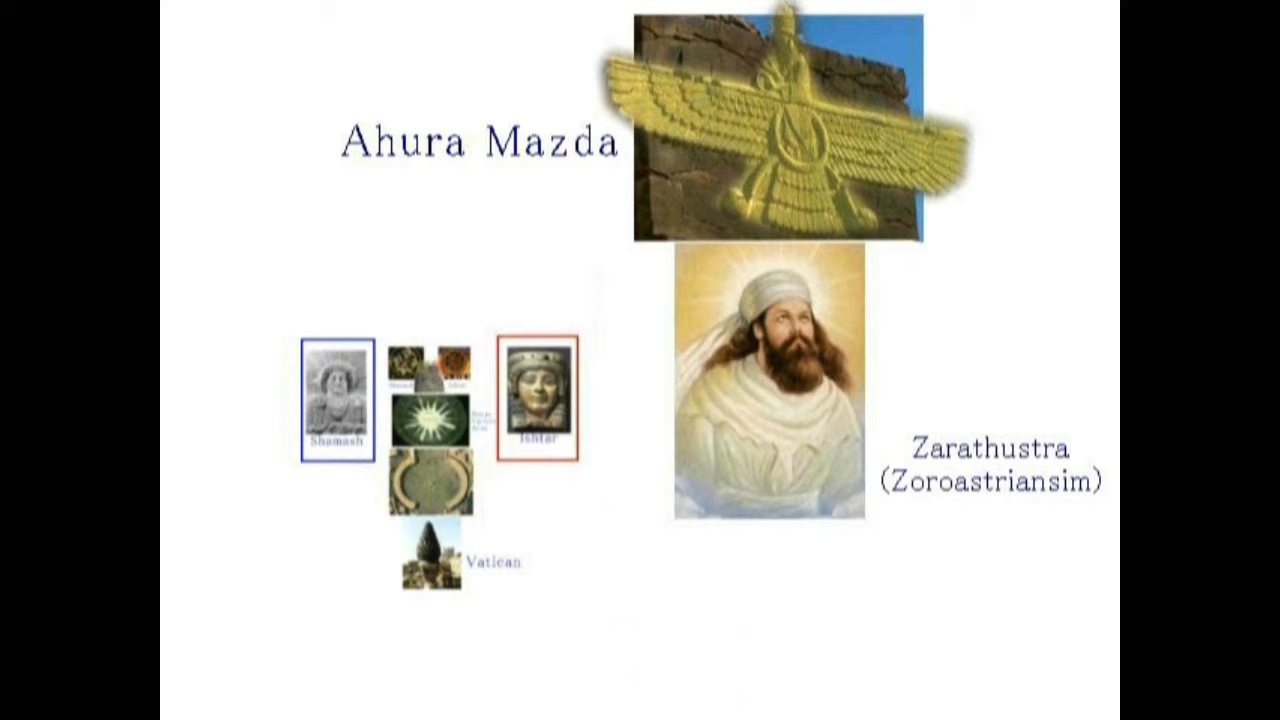 Ahura Mazda
Zarathustra
(Zoroastriansim)
Shamash
Ishtar
Vatican